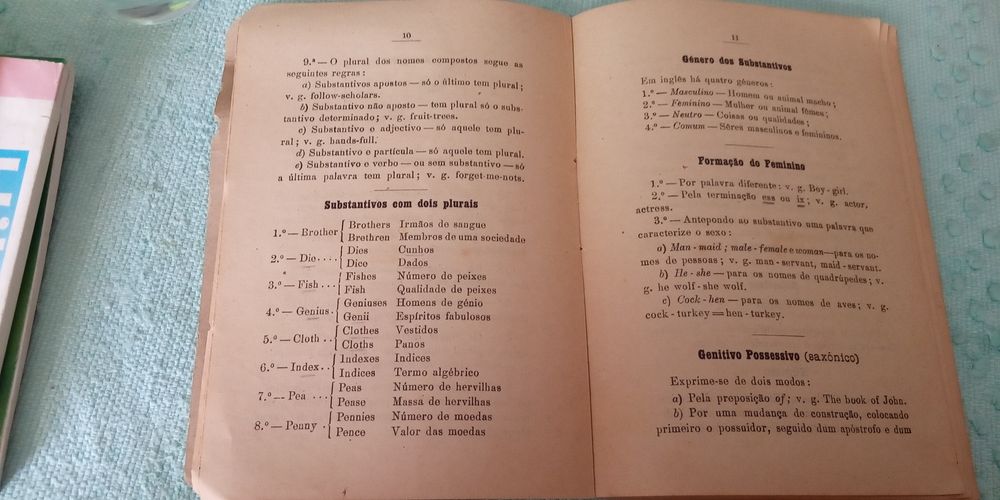 10
9.ª — O plural dos nomes compostos segue as
seguintes regras :
a) Substantivos apostos — só o último tem plural ;
v. g. follow-scholars.
b) Substantivo não aposto — tem plural só o subs-
tantivo determinado; v. g. fruit-trees.
c) Substantivo e adjectivo — só aquele tem plu-
ral ; v. g. hands-full.
d) Substantivo e partícula — só aquele tem plural.
e) Substantivo e verbo — ou sem substantivo — só
a última palavra tem plural ; v. g. forget-me-nots.
Substantivos com dois plurais
1.º — Brother { Brothers Irmãos de sangue
Brethren Membros de uma sociedade
2.º — Die .... { Dies Cunhos
Dice Dados
3.º — Fish ... { Fishes Número de peixes
Fish Qualidade de peixes
4.º — Genius . { Geniuses Homens de génio
Genii Espíritos fabulosos
5.º — Cloth .. { Clothes Vestidos
Cloths Panos
6.º — Index .. { Indexes Indices
Indices Termo algébrico
7.º — Pea ... { Peas Número de hervilhas
Pease Massa de hervilhas
8.º — Penny . { Pennies Número de moedas
Pence Valor das moedas
11
Género dos Substantivos
Em inglês há quatro géneros :
1.º — Masculino — Homem ou animal macho ;
2.º — Feminino — Mulher ou animal fêmea ;
3.º — Neutro — Coisas ou qualidades ;
4.º — Comum — Sêres masculinos e femininos.
Formação do Feminino
1.º — Por palavra diferente : v. g. Boy - girl.
2.º — Pela terminação ess ou ix ; v. g. actor,
actress.
3.º — Antepondo ao substantivo uma palavra que
caracterize o sexo :
a) Man - maid ; male - female e woman — para os no-
mes de pessoas ; v. g. man - servant, maid - servant.
b) He - she — para os nomes de quadrúpedes ; v.
g. he wolf - she wolf.
c) Cock - hen — para os nomes de aves ; v. g.
cock - turkey = hen - turkey.
Genitivo Possessivo (saxónico)
Exprime-se de dois modos :
a) Pela preposição of ; v. g. The book of John.
b) Por uma mudança de construção, colocando
primeiro o possuidor, seguido dum apóstrofo e dum